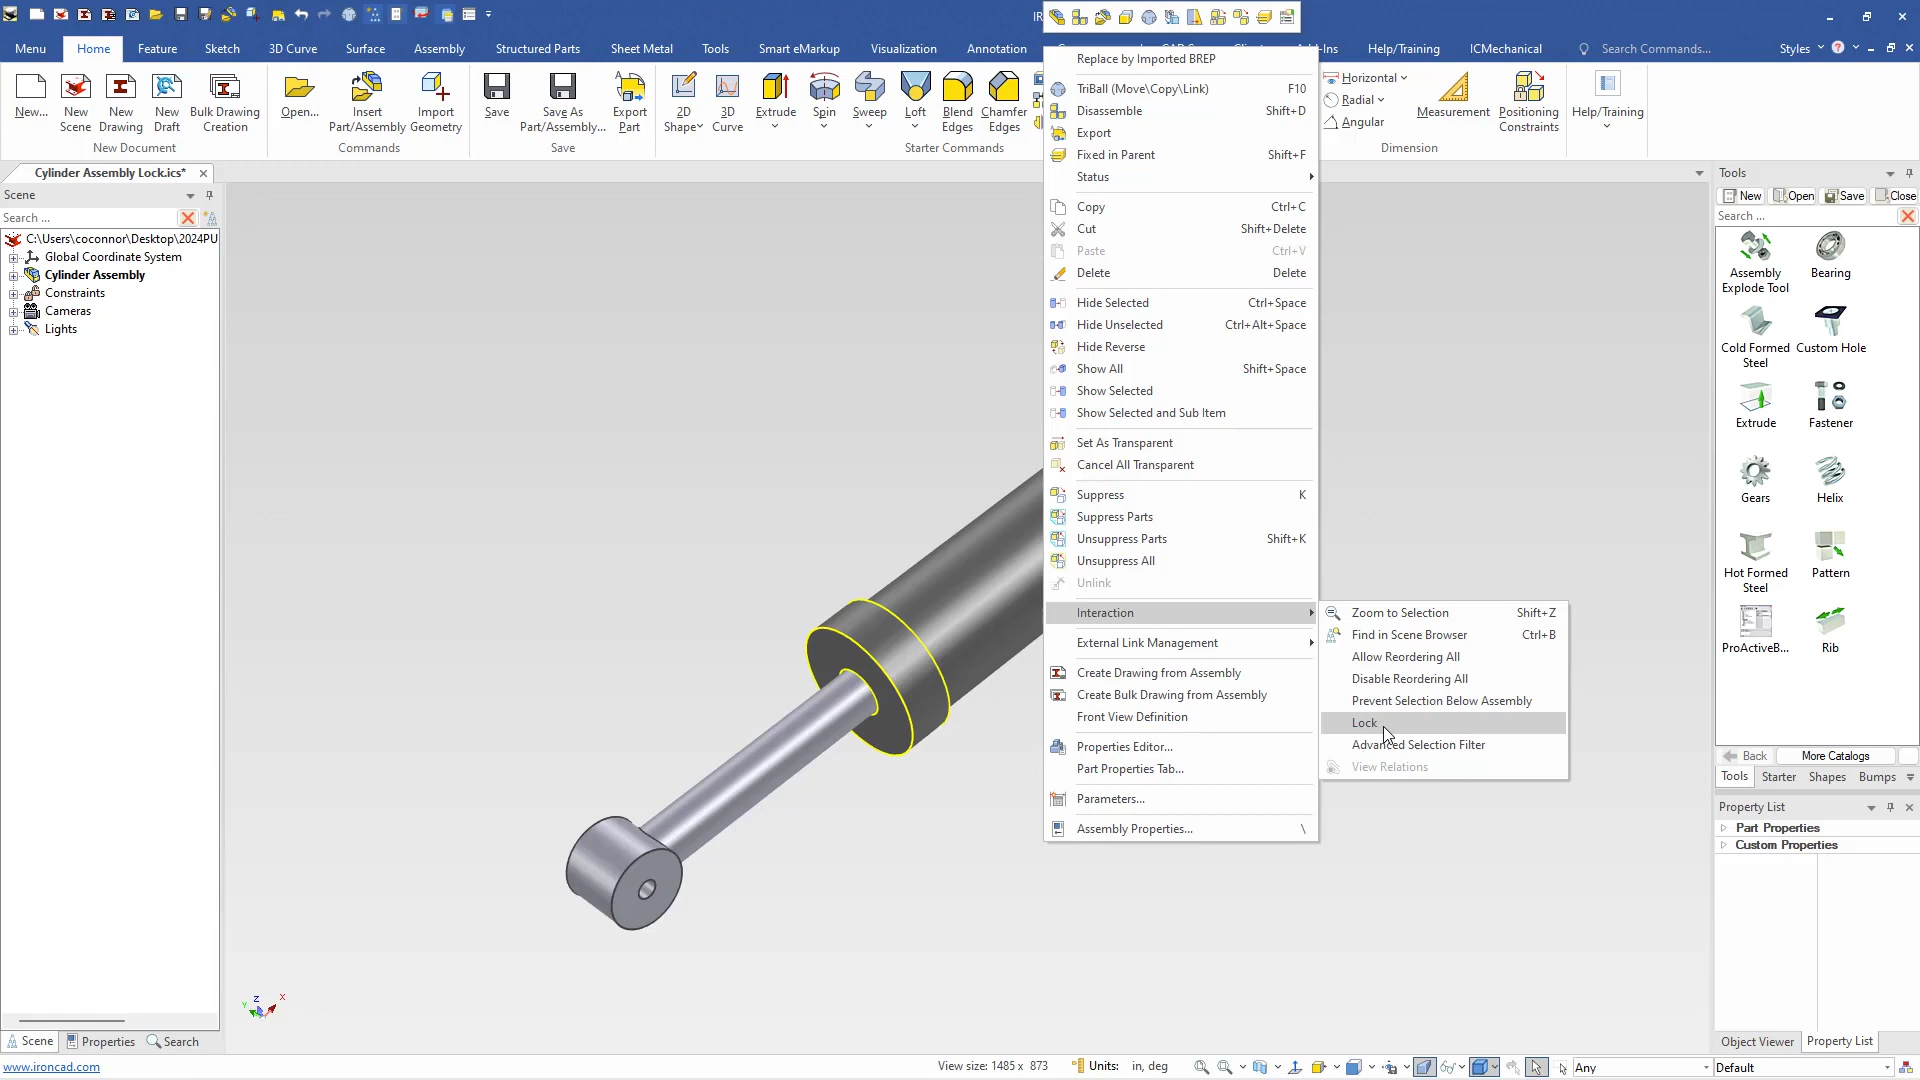 IR
Menu
Home
Feature
Sketch
3D Curve
Surface
Assembly
Structured Parts
Sheet Metal
Tools
Smart eMarkup
Visualization
Annotation
Help/Training
ICMechanical
Search Commands...
Styles
New...
New Scene
New Drawing
New Draft
Bulk Drawing Creation
New Document
Open...
Insert Part/Assembly
Import Geometry
Commands
Save
Save As Part/Assembly...
Export Part
Save
2D Shape
3D Curve
Extrude
Spin
Sweep
Loft
Blend Edges
Chamfer Edges
Starter Commands
Horizontal
Radial
Angular
Measurement
Positioning Constraints
Dimension
Help/Training
Cylinder Assembly Lock.ics*
Scene
Search ...
C:\Users\coconnor\Desktop\2024PU
Global Coordinate System
Cylinder Assembly
Constraints
Cameras
Lights
Replace by Imported BREP
TriBall (Move\Copy\Link) F10
Disassemble Shift+D
Export
Fixed in Parent Shift+F
Status
Copy Ctrl+C
Cut Shift+Delete
Paste Ctrl+V
Delete Delete
Hide Selected Ctrl+Space
Hide Unselected Ctrl+Alt+Space
Hide Reverse
Show All Shift+Space
Show Selected
Show Selected and Sub Item
Set As Transparent
Cancel All Transparent
Suppress K
Suppress Parts
Unsuppress Parts Shift+K
Unsuppress All
Unlink
Interaction
External Link Management
Create Drawing from Assembly
Create Bulk Drawing from Assembly
Front View Definition
Properties Editor...
Part Properties Tab...
Parameters...
Assembly Properties... \
Zoom to Selection Shift+Z
Find in Scene Browser Ctrl+B
Allow Reordering All
Disable Reordering All
Prevent Selection Below Assembly
Lock
Advanced Selection Filter
View Relations
Tools
New Open Save Close
Search ...
Assembly Explode Tool
Bearing
Cold Formed Steel
Custom Hole
Extrude
Fastener
Gears
Helix
Hot Formed Steel
Pattern
ProActiveB...
Rib
Back
More Catalogs
Tools Starter Shapes Bumps
Property List
Part Properties
Custom Properties
Object Viewer
Property List
Z
Y
X
Scene
Properties
Search
www.ironcad.com
View size: 1485 x 873
Units: in, deg
Any
Default